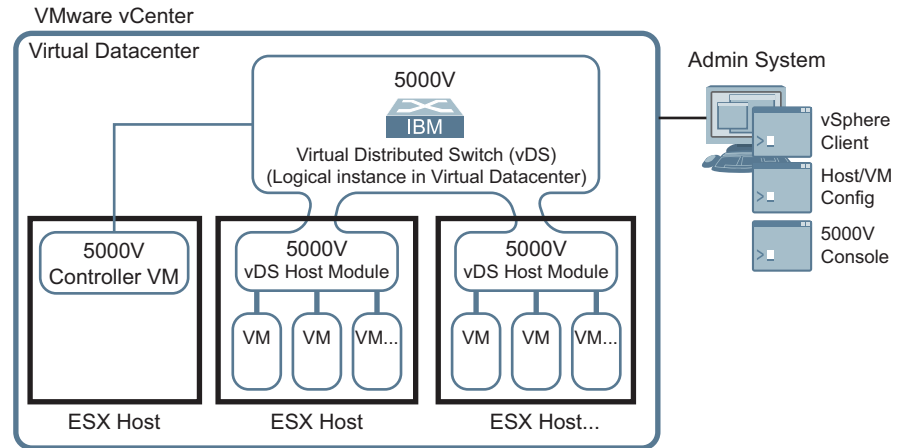 VMware vCenter
Virtual Datacenter
5000V
IBM
Virtual Distributed Switch (vDS)
(Logical instance in Virtual Datacenter)
5000V
Controller VM
ESX Host
5000V
vDS Host Module
VM
VM
VM...
ESX Host
5000V
vDS Host Module
VM
VM
VM...
ESX Host...
Admin System
>_
vSphere
Client
>_
Host/VM
Config
>_
5000V
Console